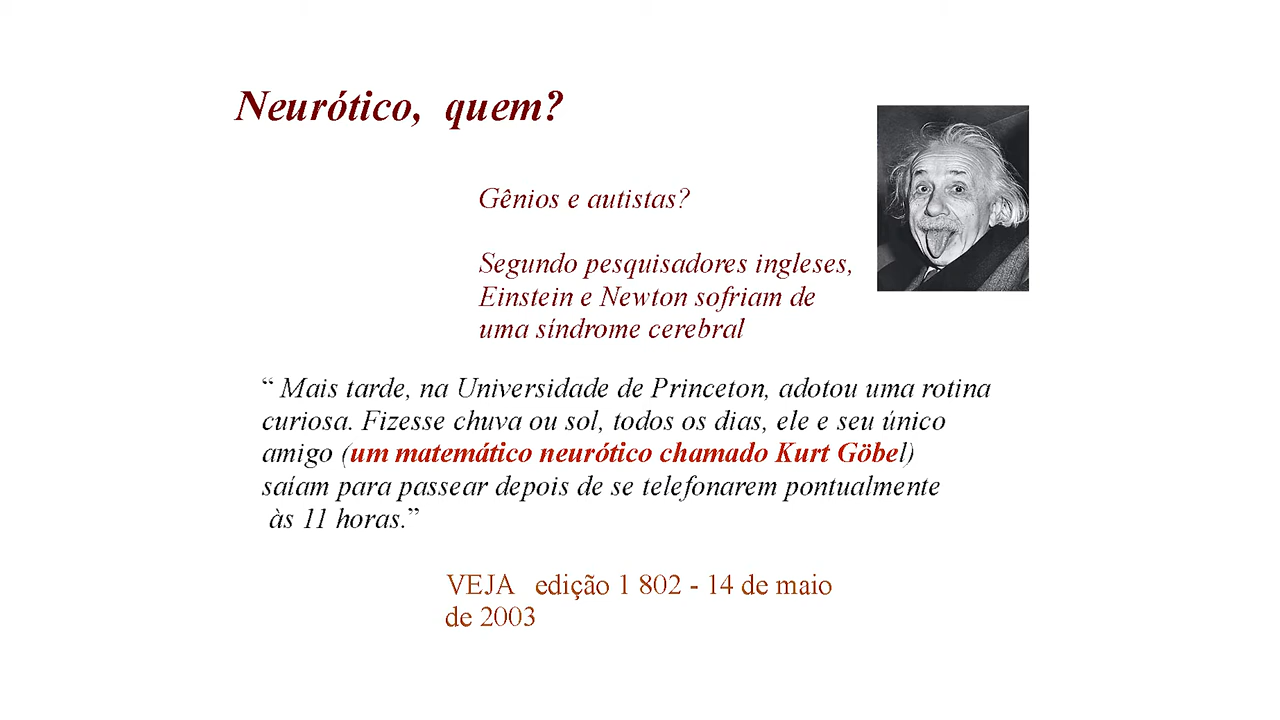 Neurótico, quem?
Gênios e autistas?
Segundo pesquisadores ingleses,
Einstein e Newton sofriam de
uma síndrome cerebral
“ Mais tarde, na Universidade de Princeton, adotou uma rotina
curiosa. Fizesse chuva ou sol, todos os dias, ele e seu único
amigo (um matemático neurótico chamado Kurt Göbel)
saíam para passear depois de se telefonarem pontualmente
às 11 horas.”
VEJA edição 1 802 - 14 de maio
de 2003